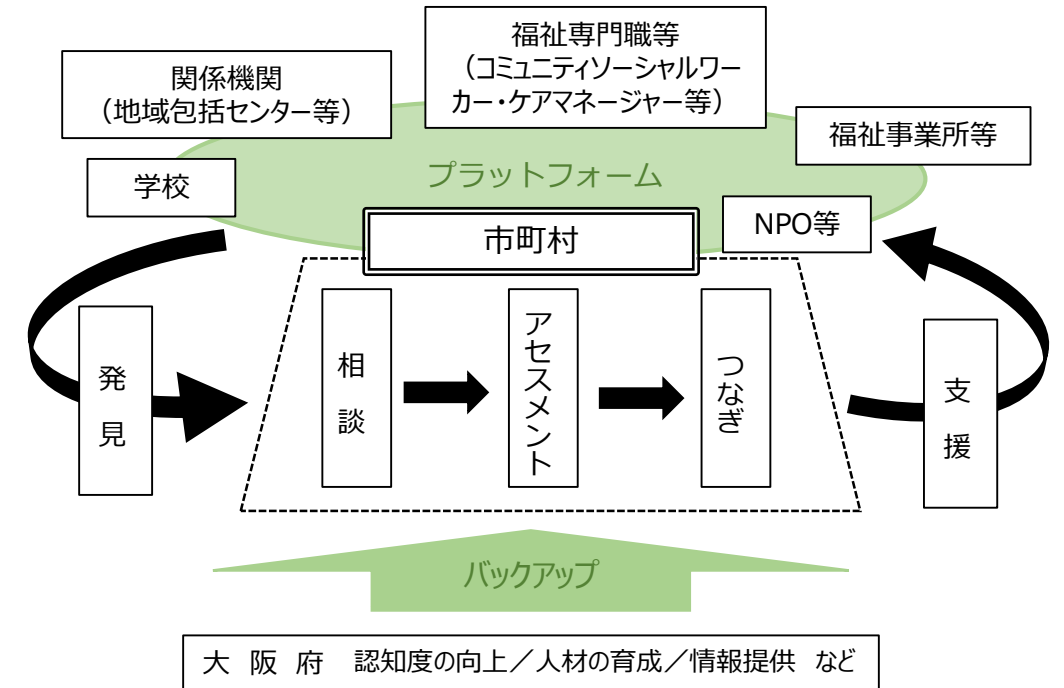 福祉専門職等
（コミュニティソーシャルワー
カー・ケアマネージャー等）
関係機関
（地域包括センター等）
福祉事業所等
プラットフォーム
学校
NPO等
市町村
発見
相談
アセスメント
つなぎ
支援
バックアップ
大　阪　府　認知度の向上／人材の育成／情報提供　など